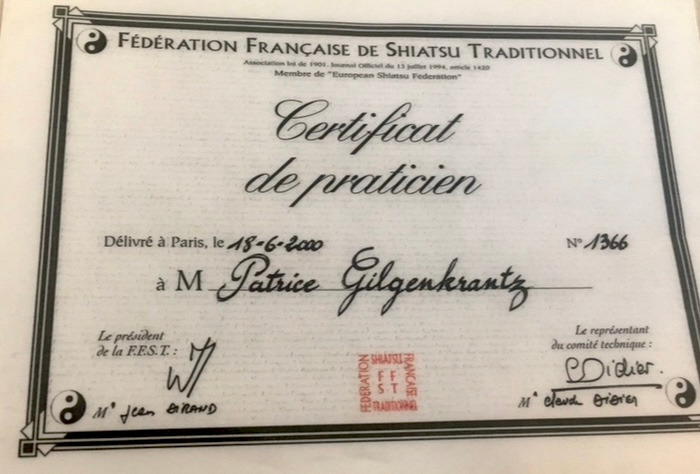 FÉDÉRATION FRANÇAISE DE SHIATSU TRADITIONNEL
Association loi de 1901. Journal Officiel du 13 juillet 1994, article 1420
Membre de "European Shiatsu Federation"
Certificat
de praticien
Délivré à Paris, le 18-6-2000
N° 1366
à M Patrice Gilgenkrantz
Le président
de la F.F.S.T. :
Le représentant
du comité technique :
FÉDÉRATION SHIATSU FRANÇAISE TRADITIONNEL
F F
S T
CDidier.
M° Jean GIRAND
M° Claude DIDIER